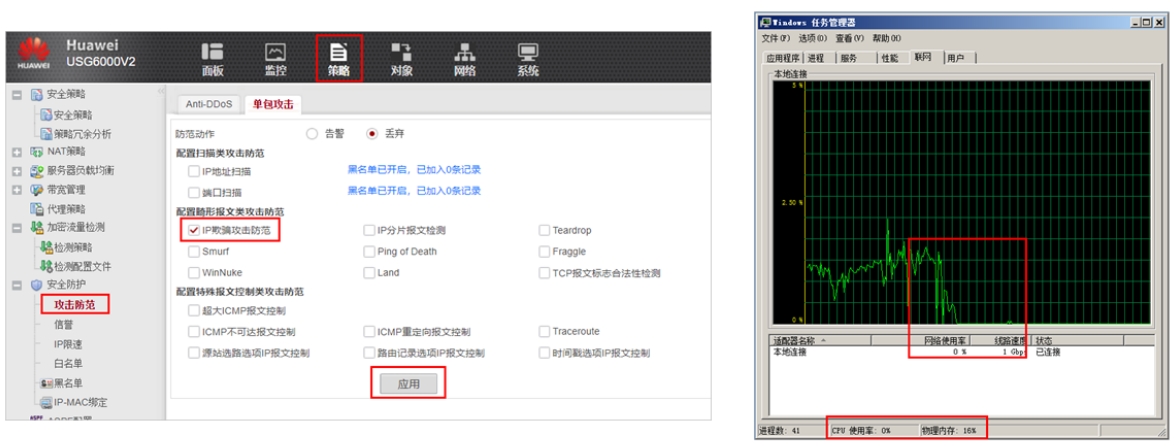 HUAWEI
Huawei
USG6000V2
面板
监控
策略
对象
网络
系统
安全策略
安全策略
策略冗余分析
NAT策略
服务器负载均衡
带宽管理
代理策略
加密流量检测
检测策略
检测配置文件
安全防护
攻击防范
信誉
IP限速
白名单
黑名单
IP-MAC绑定
Anti-DDoS 单包攻击
防范动作 告警 丢弃
配置扫描类攻击防范
IP地址扫描 黑名单已开启，已加入0条记录
端口扫描 黑名单已开启，已加入0条记录
配置畸形报文类攻击防范
IP欺骗攻击防范 IP分片报文检测 Teardrop
Smurf Ping of Death Fraggle
WinNuke Land TCP报文标志合法性检测
配置特殊报文控制类攻击防范
超大ICMP报文控制
ICMP不可达报文控制 ICMP重定向报文控制 Traceroute
源站选路选项IP报文控制 路由记录选项IP报文控制 时间戳选项IP报文控制
应用
Windows 任务管理器
文件(F) 选项(O) 查看(V) 帮助(H)
应用程序 进程 服务 性能 联网 用户
本地连接
5 %
2.50 %
0 %
适配器名称 网络使用率 线路速度 状态
本地连接 0 % 1 Gbp 已连接
进程数: 41 CPU 使用率: 0% 物理内存: 16%